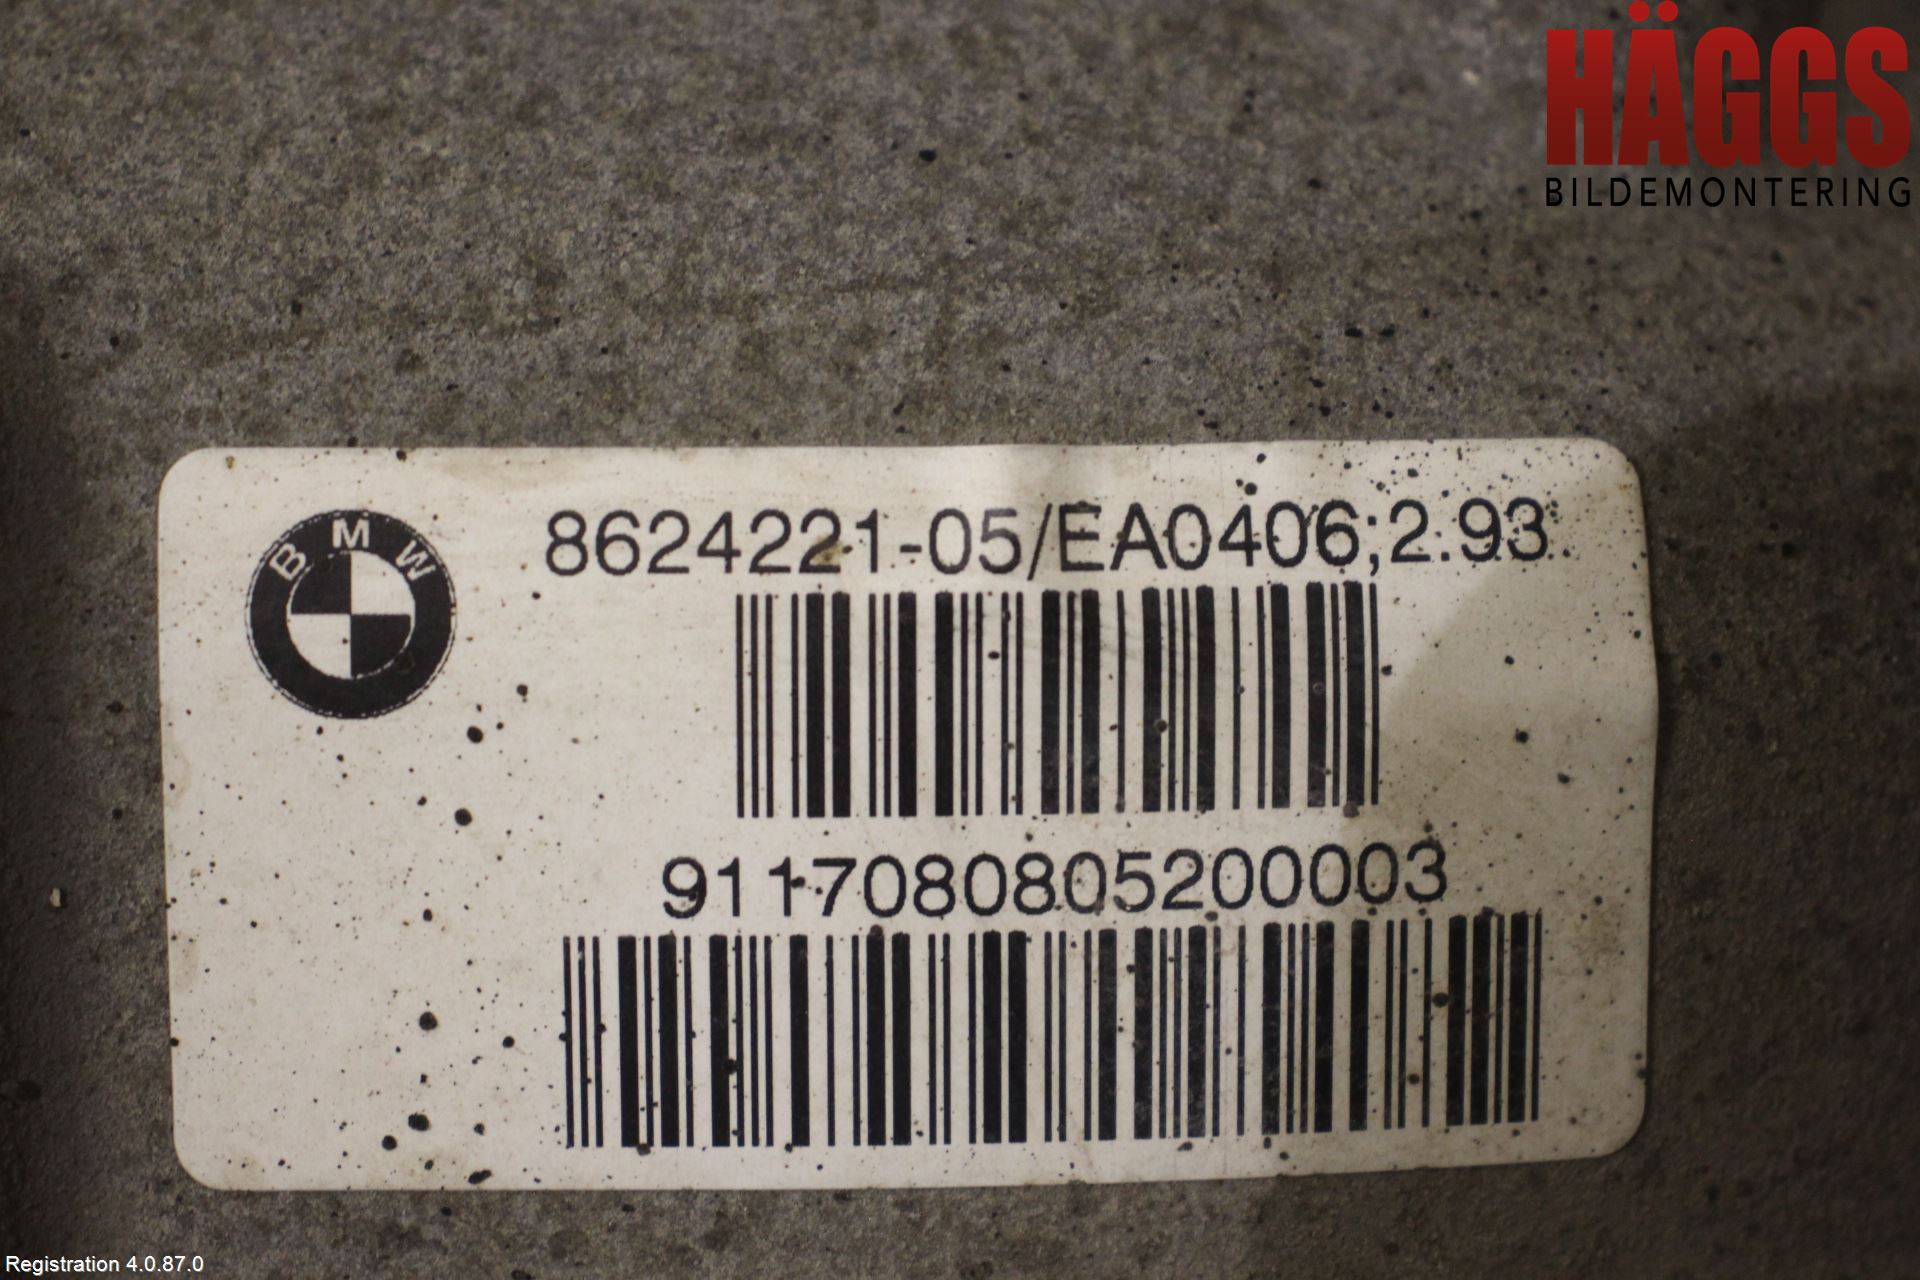 HÄGGS
BILDEMONTERING
BMW
8624221-05/EA0406;2.93
9117080805200003
Registration 4.0.87.0